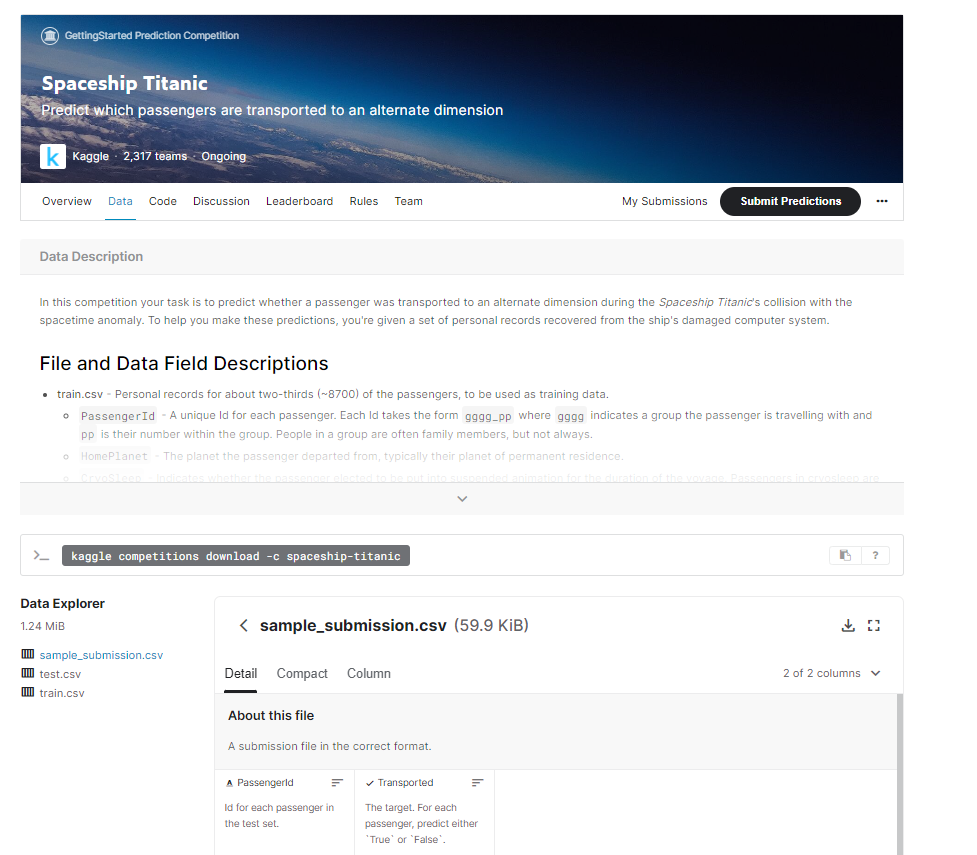 GettingStarted Prediction Competition
Spaceship Titanic
Predict which passengers are transported to an alternate dimension
k Kaggle · 2,317 teams · Ongoing
Overview Data Code Discussion Leaderboard Rules Team My Submissions Submit Predictions ···
Data Description
In this competition your task is to predict whether a passenger was transported to an alternate dimension during the Spaceship Titanic's collision with the
spacetime anomaly. To help you make these predictions, you're given a set of personal records recovered from the ship's damaged computer system.
File and Data Field Descriptions
• train.csv - Personal records for about two-thirds (~8700) of the passengers, to be used as training data.
PassengerId - A unique Id for each passenger. Each Id takes the form gggg_pp where gggg indicates a group the passenger is travelling with and
pp is their number within the group. People in a group are often family members, but not always.
HomePlanet - The planet the passenger departed from, typically their planet of permanent residence.
CryoSleep - Indicates whether the passenger elected to be put into suspended animation for the duration of the voyage. Passengers in cryosleep are
>_ kaggle competitions download -c spaceship-titanic ?
Data Explorer
1.24 MiB
sample_submission.csv
test.csv
train.csv
sample_submission.csv (59.9 KiB)
Detail Compact Column 2 of 2 columns
About this file
A submission file in the correct format.
A PassengerId
Id for each passenger in
the test set.
Transported
The target. For each
passenger, predict either
`True` or `False`.